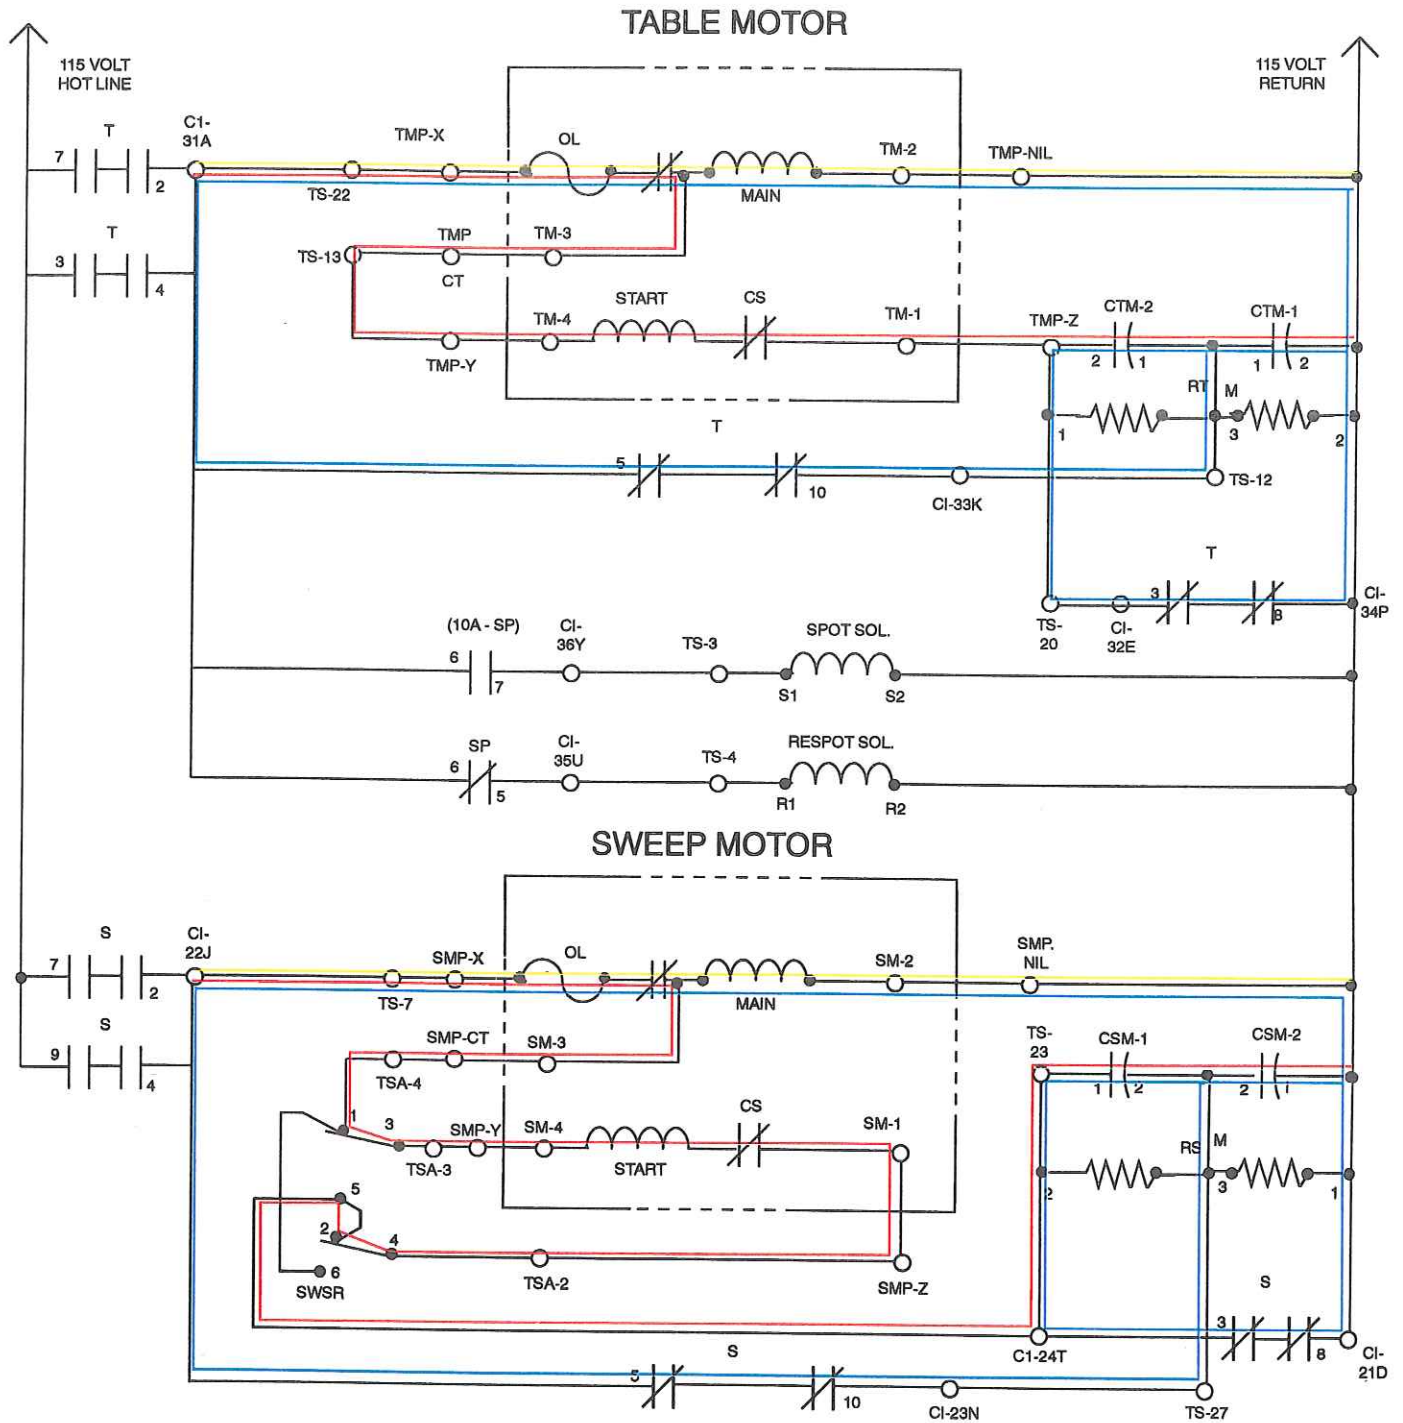 TABLE MOTOR
115 VOLT
HOT LINE
115 VOLT
RETURN
T
7
2
C1-
31A
TS-22
TMP-X
OL
MAIN
TM-2
TMP-NIL
T
3
4
TS-13
TMP
CT
TM-3
TMP-Y
TM-4
START
CS
TM-1
TMP-Z
CTM-2
2
1
CTM-1
1
2
RT
M
1
3
2
T
5
10
CI-33K
TS-12
T
3
8
TS-
20
CI-
32E
CI-
34P
(10A - SP)
6
7
CI-
36Y
TS-3
SPOT SOL.
S1
S2
SP
6
5
CI-
35U
TS-4
RESPOT SOL.
R1
R2
SWEEP MOTOR
S
7
2
CI-
22J
TS-7
SMP-X
OL
MAIN
SM-2
SMP.
NIL
S
9
4
TSA-4
SMP-CT
SM-3
TS-
23
CSM-1
1
2
CSM-2
2
1
1
3
TSA-3
SMP-Y
SM-4
START
CS
SM-1
RS
M
2
3
1
5
2
4
6
SWSR
TSA-2
SMP-Z
S
3
8
C1-24T
CI-
21D
S
5
10
CI-23N
TS-27